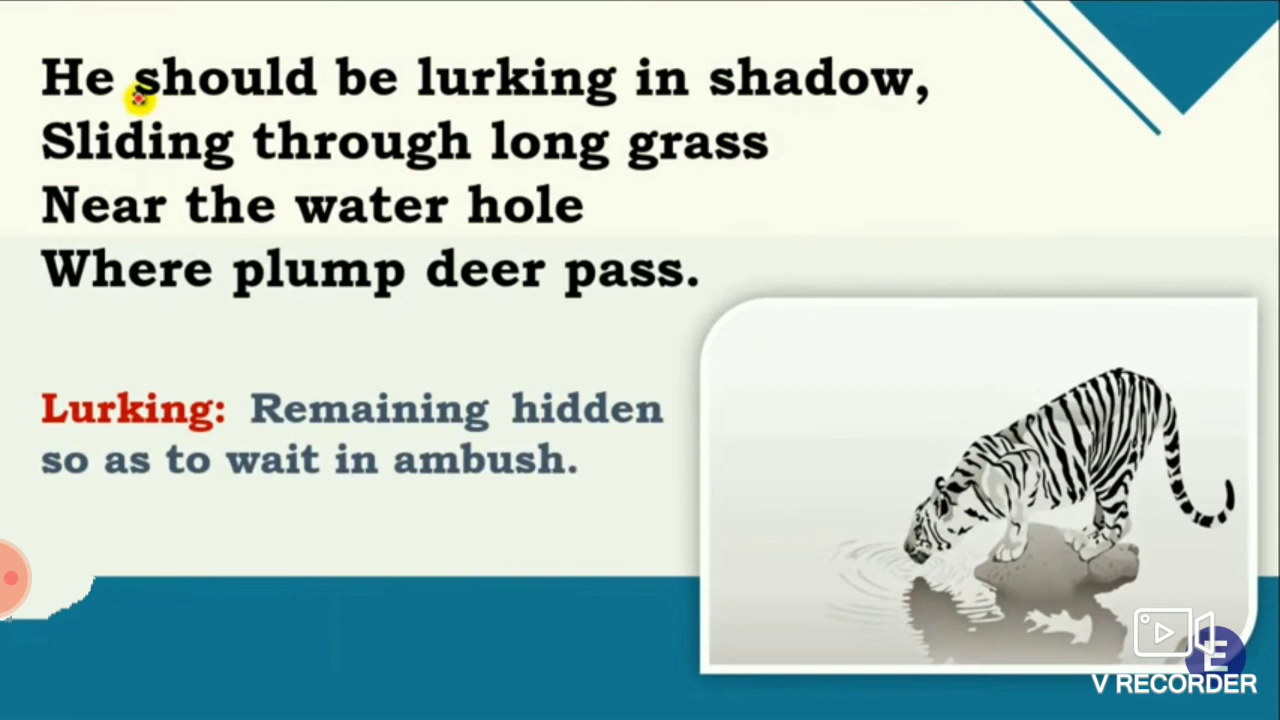 He should be lurking in shadow,
Sliding through long grass
Near the water hole
Where plump deer pass.
Lurking: Remaining hidden
so as to wait in ambush.
E
V RECORDER